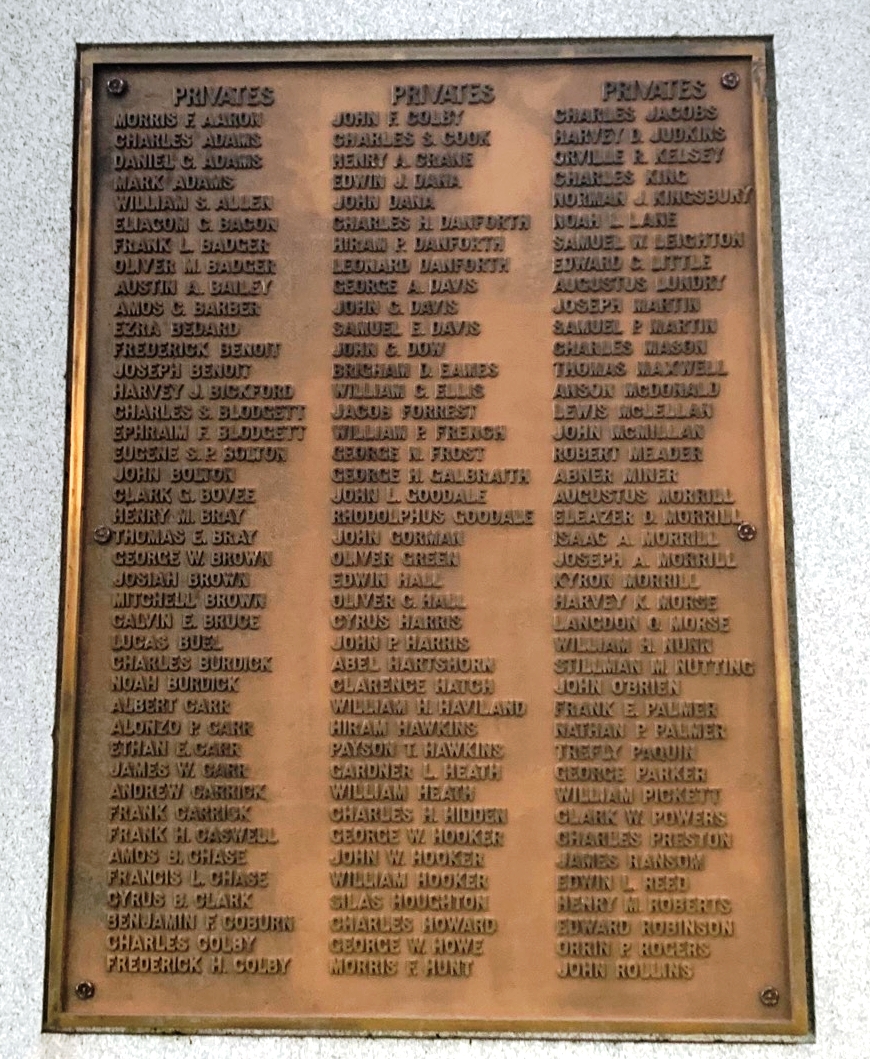 PRIVATES
MORRIS F. AARON
CHARLES ADAMS
DANIEL C. ADAMS
MARK ADAMS
WILLIAM S. ALLEN
ELIACOM C. BACON
FRANK L. BADGER
OLIVER M. BADGER
AUSTIN A. BAILEY
AMOS C. BARBER
EZRA BEDARD
FREDERICK BENOIT
JOSEPH BENOIT
HARVEY J. BICKFORD
CHARLES S. BLODGETT
EPHRAIM F. BLODGETT
EUGENE S.P. BOLTON
JOHN BOLTON
CLARK G. BOVEE
HENRY M. BRAY
THOMAS E. BRAY
GEORGE W. BROWN
JOSIAH BROWN
MITCHELL BROWN
CALVIN E. BRUCE
LUCAS BUEL
CHARLES BURDICK
NOAH BURDICK
ALBERT CARR
ALONZO P. CARR
ETHAN E. CARR
JAMES W. CARR
ANDREW CARRICK
FRANK CARRICK
FRANK H. CASWELL
AMOS B. CHASE
FRANCIS L. CHASE
CYRUS B. CLARK
BENJAMIN F. COBURN
CHARLES COLBY
FREDERICK H. COLBY
PRIVATES
JOHN F. COLBY
CHARLES S. COOK
HENRY A. CRANE
EDWIN J. DANA
JOHN DANA
CHARLES H. DANFORTH
HIRAM P. DANFORTH
LEONARD DANFORTH
GEORGE A. DAVIS
JOHN C. DAVIS
SAMUEL E. DAVIS
JOHN C. DOW
BRIGHAM D. EAMES
WILLIAM C. ELLIS
JACOB FORREST
WILLIAM P. FRENCH
GEORGE N. FROST
GEORGE H. GALBRAITH
JOHN L. GOODALE
RHODOLPHUS GOODALE
JOHN GORMAN
OLIVER GREEN
EDWIN HALL
OLIVER C. HALL
CYRUS HARRIS
JOHN P. HARRIS
ABEL HARTSHORN
CLARENCE HATCH
WILLIAM H. HAVILAND
HIRAM HAWKINS
PAYSON T. HAWKINS
GARDNER L. HEATH
WILLIAM HEATH
CHARLES H. HIDDEN
GEORGE W. HOOKER
JOHN W. HOOKER
WILLIAM HOOKER
SILAS HOUGHTON
CHARLES HOWARD
GEORGE W. HOWE
MORRIS F. HUNT
PRIVATES
CHARLES JACOBS
HARVEY D. JUDKINS
ORVILLE R. KELSEY
CHARLES KING
NORMAN J. KINGSBURY
NOAH L. LANE
SAMUEL W. LEIGHTON
EDWARD C. LITTLE
AUGUSTUS LUNDRY
JOSEPH MARTIN
SAMUEL P. MARTIN
CHARLES MASON
THOMAS MAXWELL
ANSON MCDONALD
LEWIS MCLELLAN
JOHN MCMILLAN
ROBERT MEADER
ABNER MINER
AUGUSTUS MORRILL
ELEAZER D. MORRILL
ISAAC A. MORRILL
JOSEPH A. MORRILL
KYRON MORRILL
HARVEY K. MORSE
LANGDON O. MORSE
WILLIAM H. NUNN
STILLMAN M. NUTTING
JOHN O'BRIEN
FRANK E. PALMER
NATHAN P. PALMER
TREFLY PAQUIN
GEORGE PARKER
WILLIAM PICKETT
CLARK W. POWERS
CHARLES PRESTON
JAMES RANSOM
EDWIN L. REED
HENRY M. ROBERTS
EDWARD ROBINSON
ORRIN P. ROGERS
JOHN ROLLINS